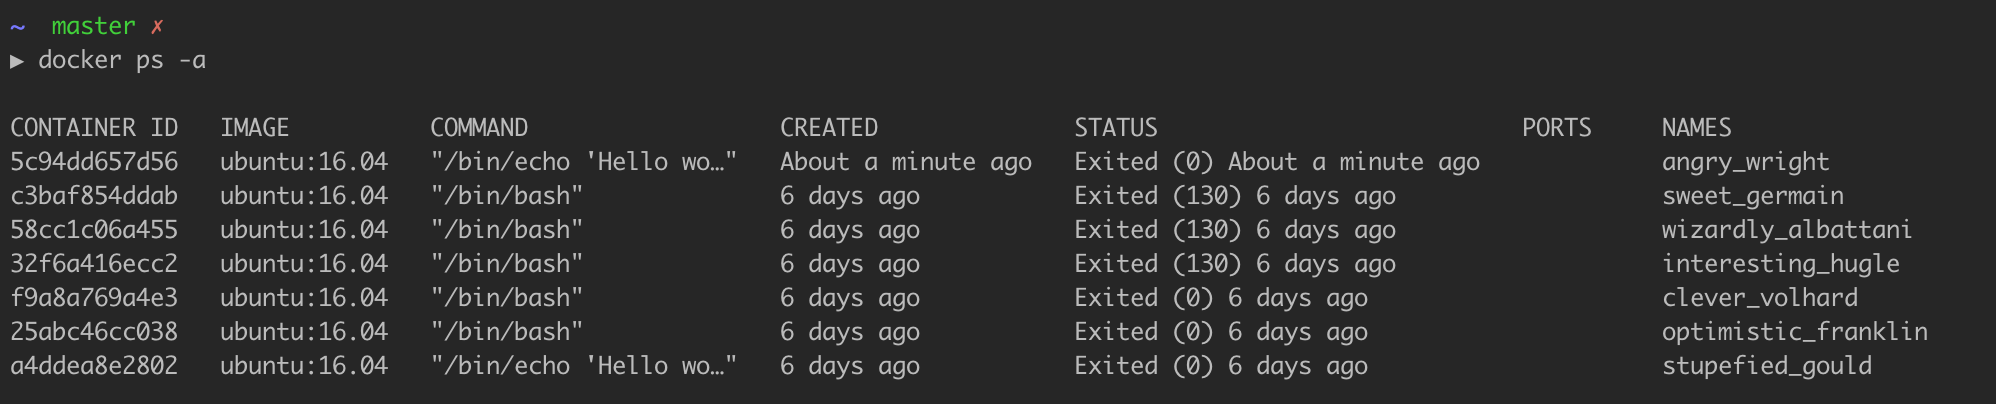 ~ master ✗
▶ docker ps -a
CONTAINER ID   IMAGE          COMMAND                  CREATED              STATUS                          PORTS     NAMES
5c94dd657d56   ubuntu:16.04   "/bin/echo 'Hello wo…"   About a minute ago   Exited (0) About a minute ago             angry_wright
c3baf854ddab   ubuntu:16.04   "/bin/bash"              6 days ago           Exited (130) 6 days ago                   sweet_germain
58cc1c06a455   ubuntu:16.04   "/bin/bash"              6 days ago           Exited (130) 6 days ago                   wizardly_albattani
32f6a416ecc2   ubuntu:16.04   "/bin/bash"              6 days ago           Exited (130) 6 days ago                   interesting_hugle
f9a8a769a4e3   ubuntu:16.04   "/bin/bash"              6 days ago           Exited (0) 6 days ago                     clever_volhard
25abc46cc038   ubuntu:16.04   "/bin/bash"              6 days ago           Exited (0) 6 days ago                     optimistic_franklin
a4ddea8e2802   ubuntu:16.04   "/bin/echo 'Hello wo…"   6 days ago           Exited (0) 6 days ago                     stupefied_gould